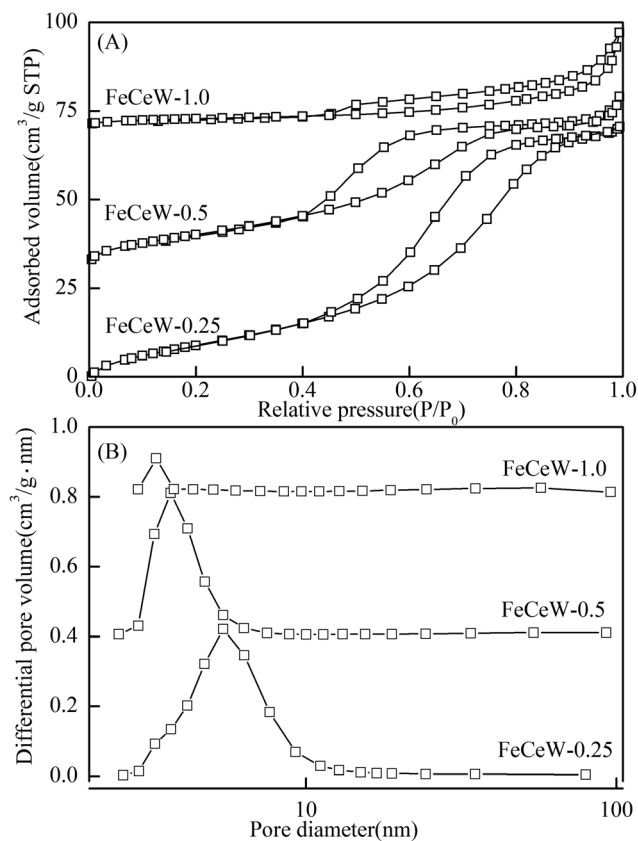 (A)
100
75
50
25
0
Adsorbed volume(cm³/g STP)
FeCeW-1.0
FeCeW-0.5
FeCeW-0.25
0.0 0.2 0.4 0.6 0.8 1.0
Relative pressure(P/P₀)
(B)
1.0
0.8
0.6
0.4
0.2
0.0
Differential pore volume(cm³/g·nm)
FeCeW-1.0
FeCeW-0.5
FeCeW-0.25
10 100
Pore diameter(nm)